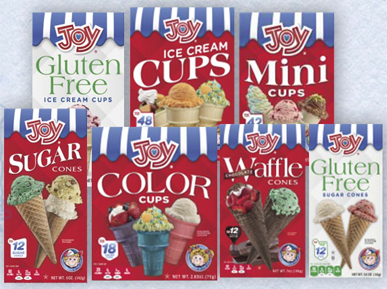 JOY
Gluten
Free
ICE CREAM CUPS
JOY
ICE CREAM
CUPS
48
JOY
Mini
CUPS
JOY
SUGAR
CONES
12
JOY
COLOR
CUPS
18
JOY
Waffle
CHOCOLATE
CONES
12
JOY
Gluten
Free
SUGAR CONES
12